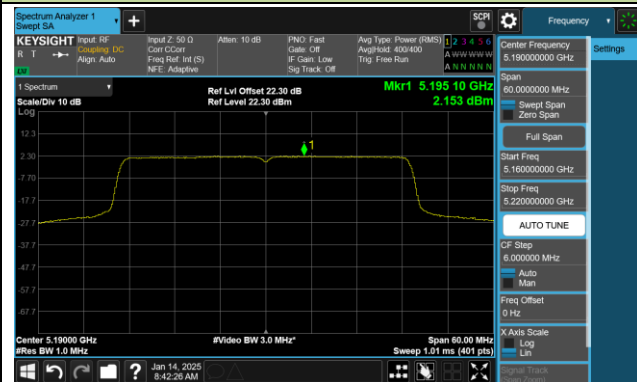 Spectrum Analyzer 1
Swept SA
SCPI
Frequency
KEYSIGHT
R T
LXI
Input: RF
Coupling: DC
Align: Auto
Input Z: 50 Ω
Corr CCorr
Freq Ref: Int (S)
NFE: Adaptive
Atten: 10 dB
PNO: Fast
Gate: Off
IF Gain: Low
Sig Track: Off
Avg Type: Power (RMS)
Avg|Hold: 400/400
Trig: Free Run
1 2 3 4 5 6
A W W W W W
A N N N N N
1 Spectrum
Scale/Div 10 dB
Log
Ref Lvl Offset 22.30 dB
Ref Level 22.30 dBm
Mkr1 5.195 10 GHz
2.153 dBm
12.3
2.30
-7.70
-17.7
-27.7
-37.7
-47.7
-57.7
-67.7
1
Center 5.19000 GHz
#Res BW 1.0 MHz
#Video BW 3.0 MHz*
Span 60.00 MHz
Sweep 1.01 ms (401 pts)
Jan 14, 2025
8:42:26 AM
Center Frequency
5.190000000 GHz
Settings
Span
60.0000000 MHz
Swept Span
Zero Span
Full Span
Start Freq
5.160000000 GHz
Stop Freq
5.220000000 GHz
AUTO TUNE
CF Step
6.000000 MHz
Auto
Man
Freq Offset
0 Hz
X Axis Scale
Log
Lin
Signal Track
(Span Zoom)